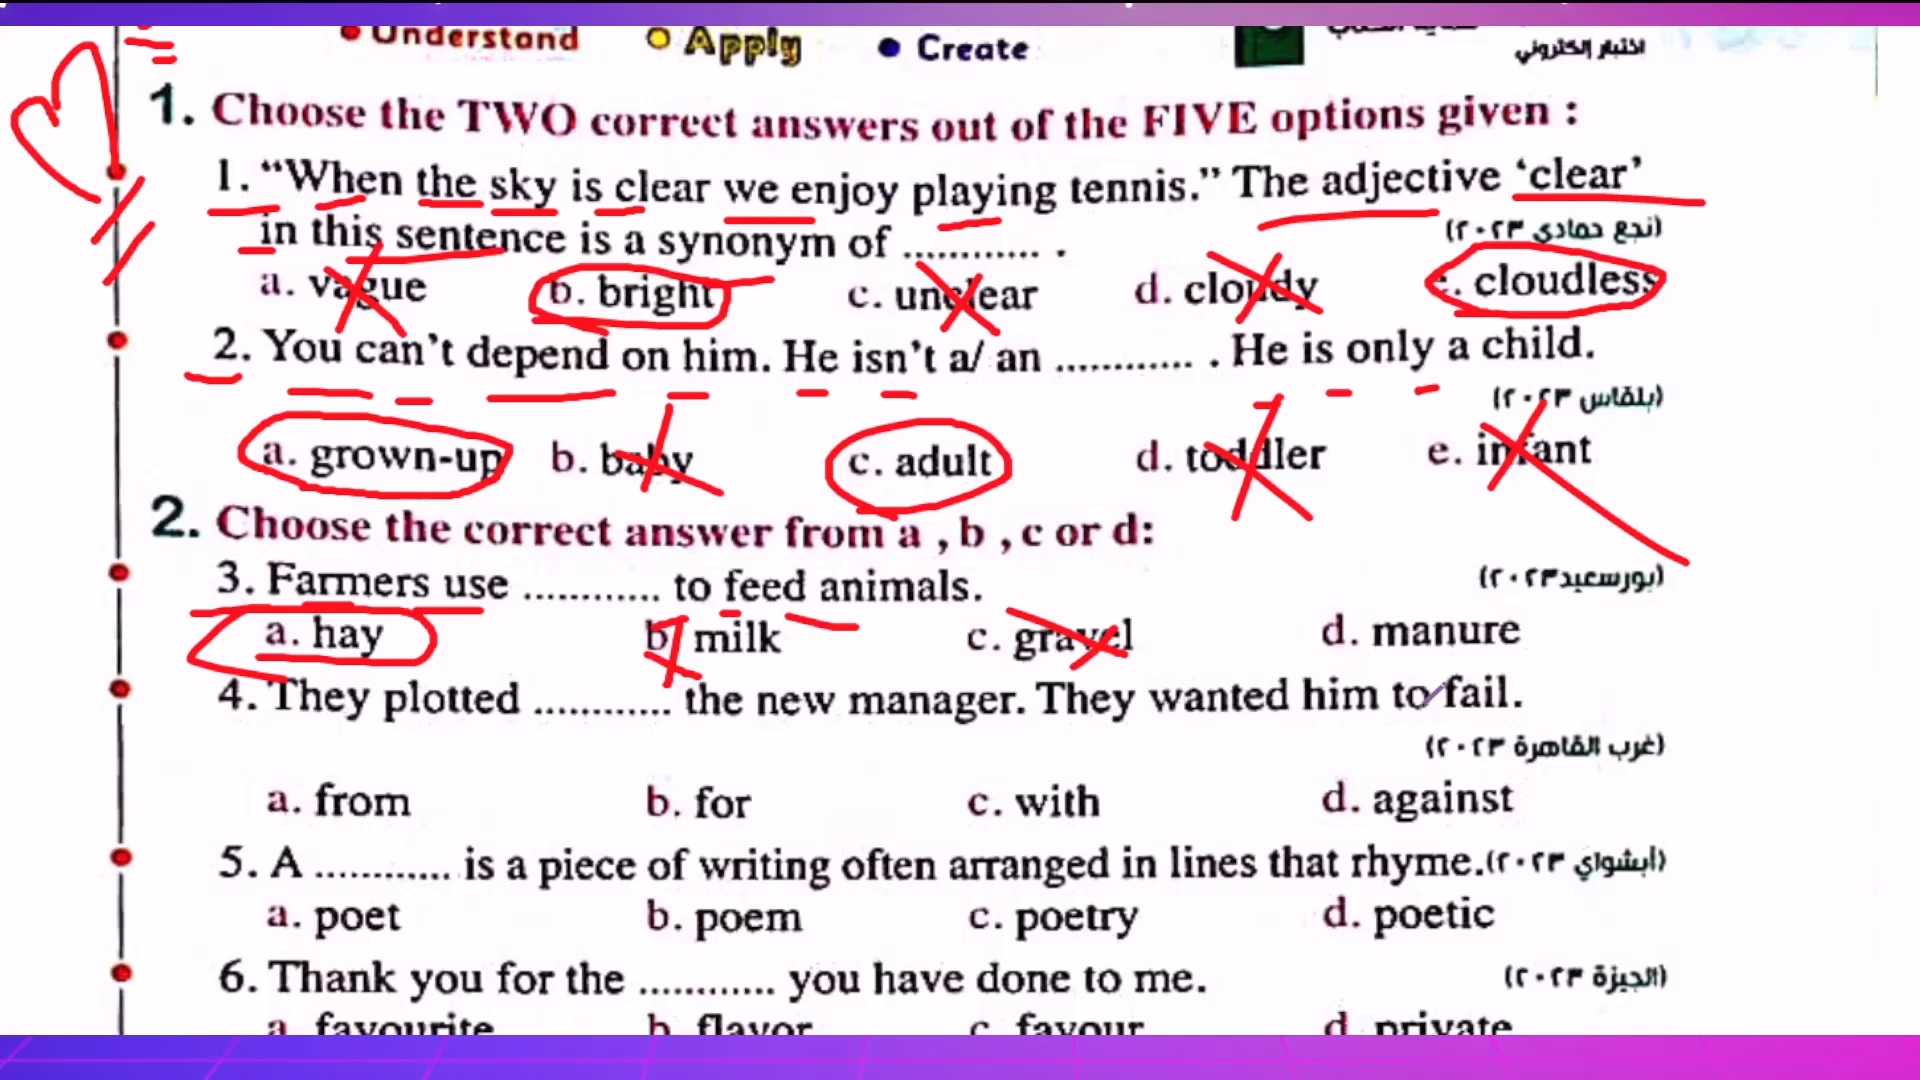 Understand Apply Create
اختبار إلكتروني
1. Choose the TWO correct answers out of the FIVE options given :
1. “When the sky is clear we enjoy playing tennis.” The adjective ‘clear’
in this sentence is a synonym of ............ . (نجع حمادي ٢٠٢٣)
a. vague b. bright c. unclear d. cloudy e. cloudless
2. You can’t depend on him. He isn’t a/ an ............ . He is only a child.
(بلقاس ٢٠٢٣)
a. grown-up b. baby c. adult d. toddler e. infant
2. Choose the correct answer from a , b , c or d:
3. Farmers use ............ to feed animals. (بورسعيد ٢٠٢٣)
a. hay b. milk c. gravel d. manure
4. They plotted ............ the new manager. They wanted him to fail.
(غرب القاهرة ٢٠٢٣)
a. from b. for c. with d. against
5. A ............ is a piece of writing often arranged in lines that rhyme. (أبشواي ٢٠٢٣)
a. poet b. poem c. poetry d. poetic
6. Thank you for the ............ you have done to me. (الجيزة ٢٠٢٣)
a. favourite b. flavor c. favour d. private